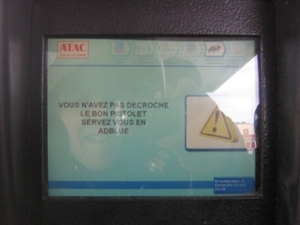 ATAC
VOUS N'AVEZ PAS DECROCHE
LE BON PISTOLET
SERVEZ VOUS EN
ADBLUE